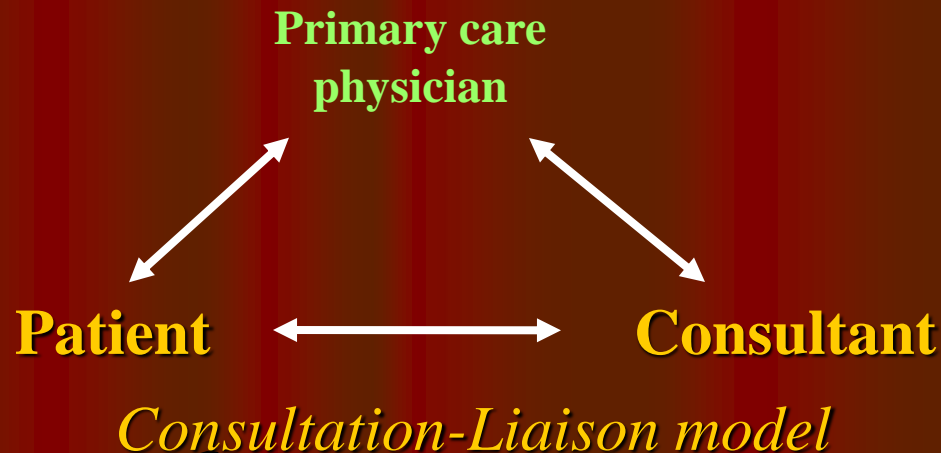 Primary care
physician
Patient
Consultant
Consultation-Liaison model